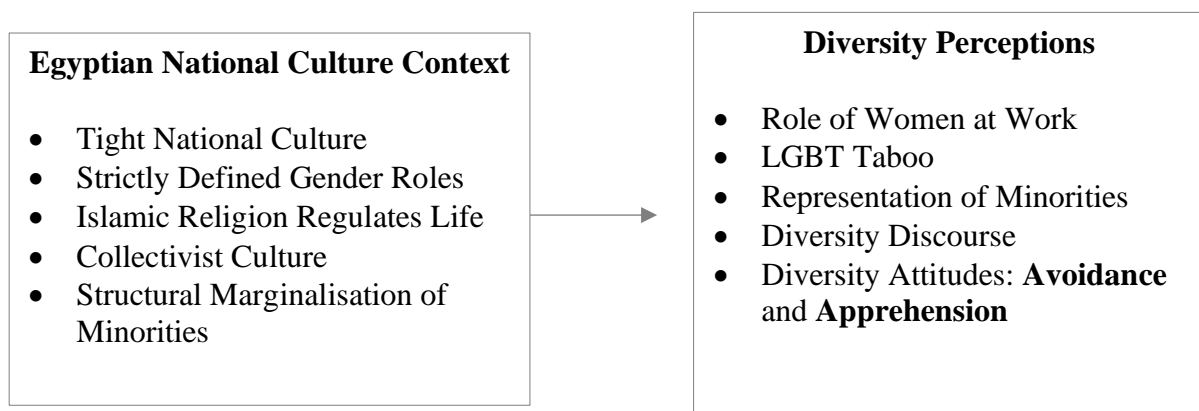 Egyptian National Culture Context
• Tight National Culture
• Strictly Defined Gender Roles
• Islamic Religion Regulates Life
• Collectivist Culture
• Structural Marginalisation of
Minorities
Diversity Perceptions
• Role of Women at Work
• LGBT Taboo
• Representation of Minorities
• Diversity Discourse
• Diversity Attitudes: Avoidance
and Apprehension